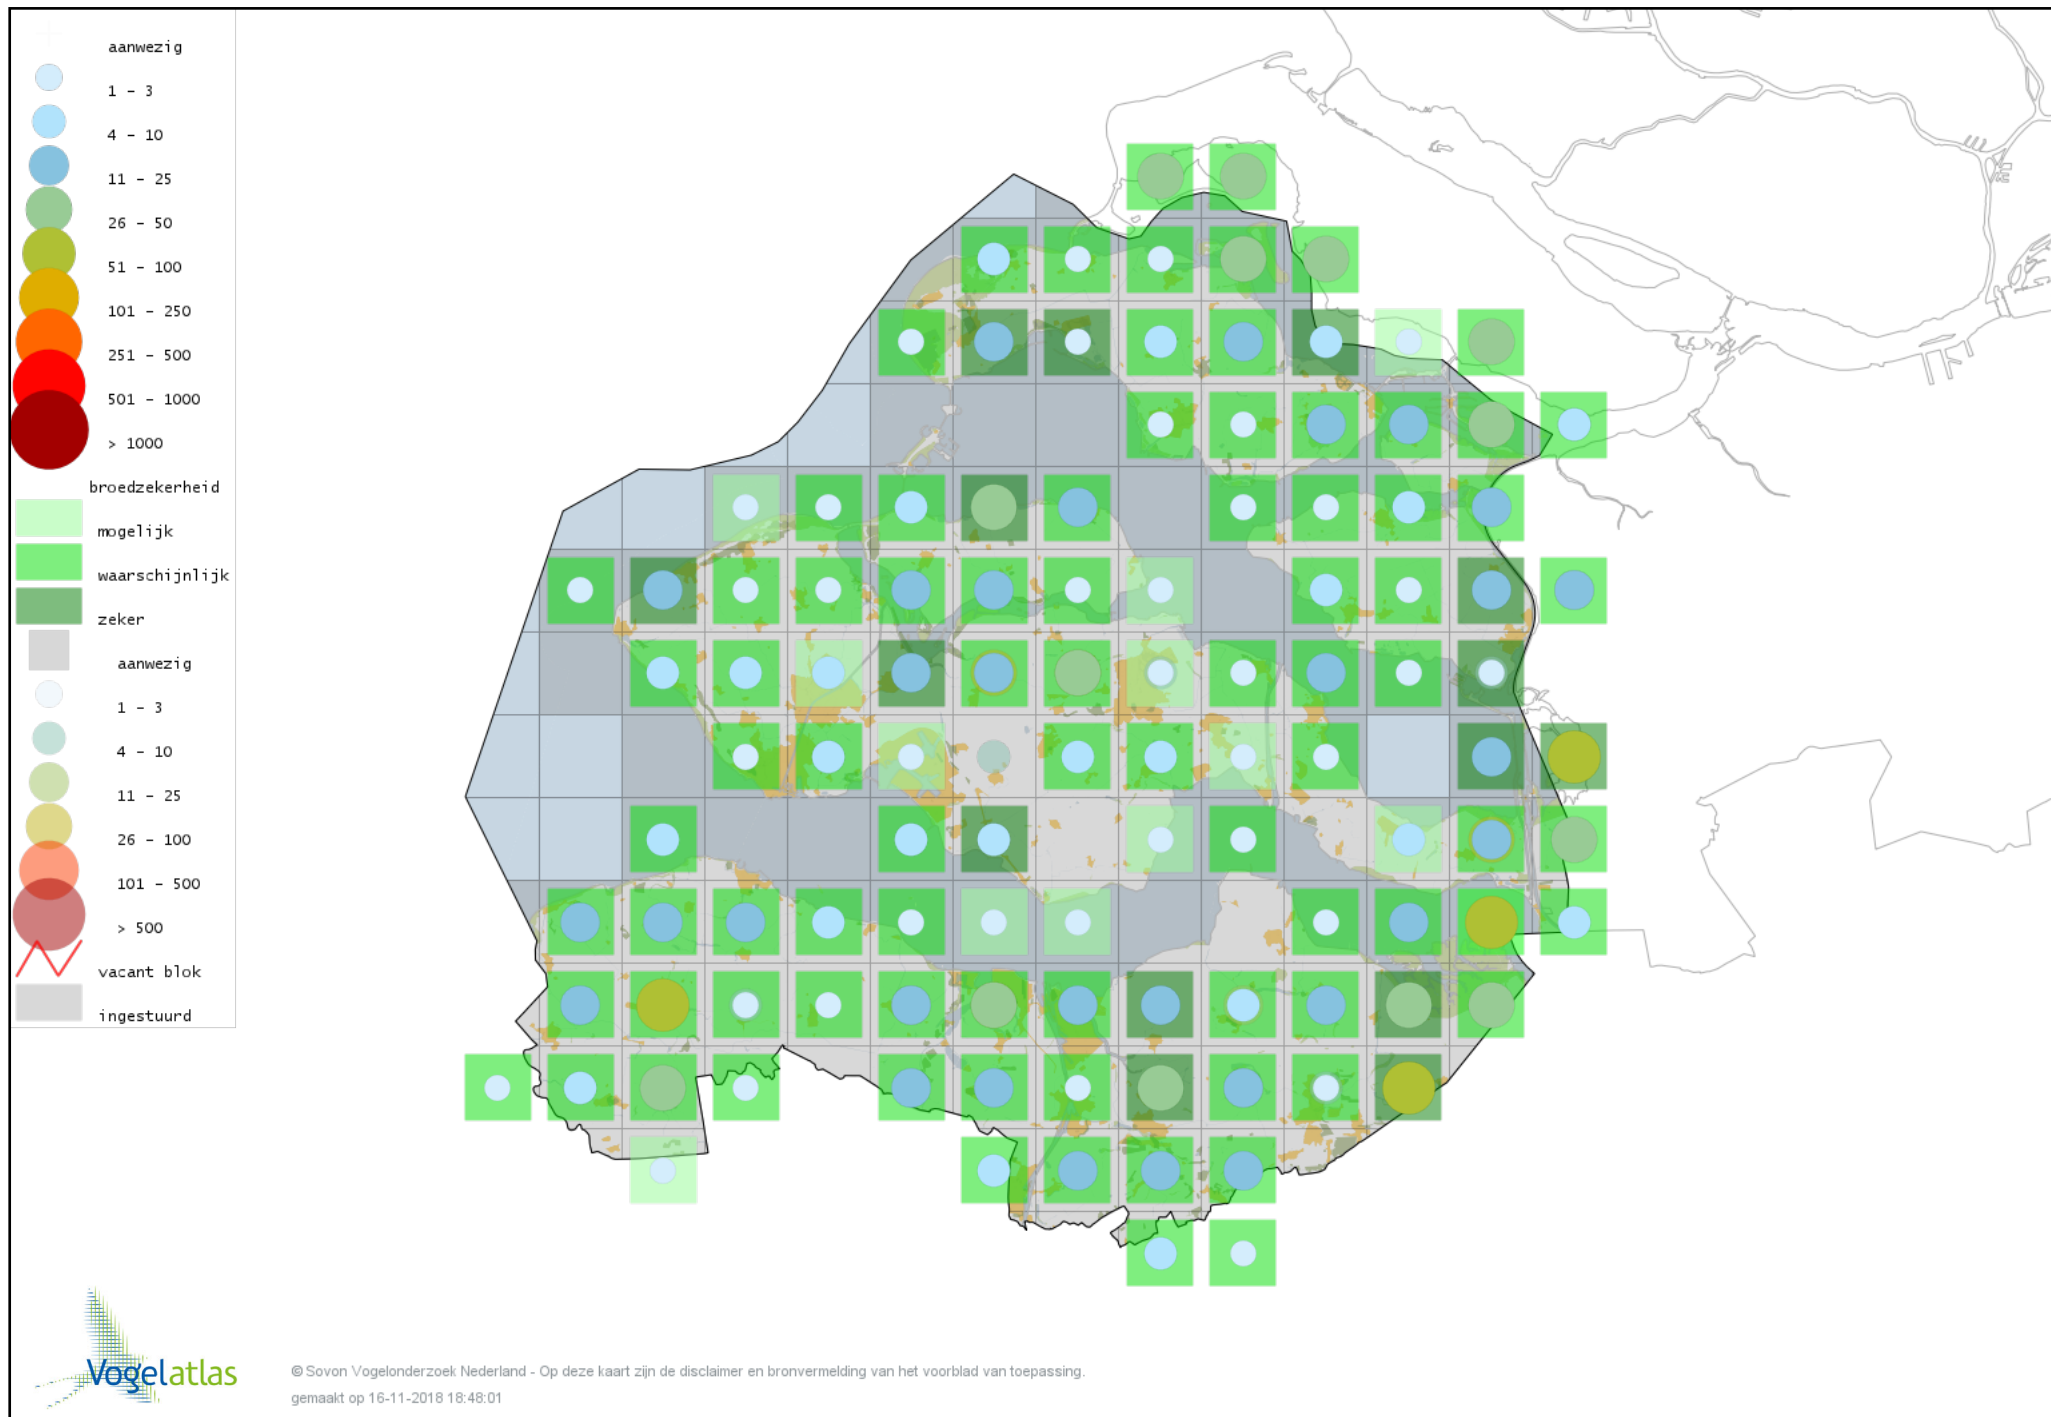 aanwezig
1 - 3
4 - 10
11 - 25
26 - 50
51 - 100
101 - 250
251 - 500
501 - 1000
> 1000
broedzekerheid
mogelijk
waarschijnlijk
zeker
aanwezig
1 - 3
4 - 10
11 - 25
26 - 100
101 - 500
> 500
vacant blok
ingestuurd
Vogelatlas
© Sovon Vogelonderzoek Nederland - Op deze kaart zijn de disclaimer en bronvermelding van het voorblad van toepassing.
gemaakt op 16-11-2018 18:48:01